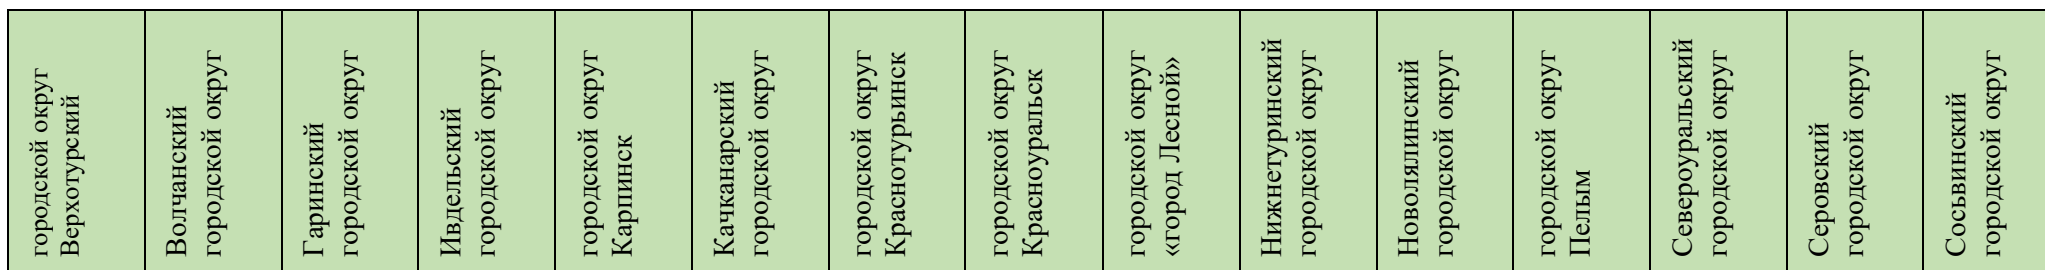 городской округ
Верхотурский
Волчанский
городской округ
Гаринский
городской округ
Ивдельский
городской округ
городской округ
Карпинск
Качканарский
городской округ
городской округ
Краснотурьинск
городской округ
Красноуральск
городской округ
«город Лесной»
Нижнетуринский
городской округ
Новолялинский
городской округ
городской округ
Пелым
Североуральский
городской округ
Серовский
городской округ
Сосьвинский
городской округ